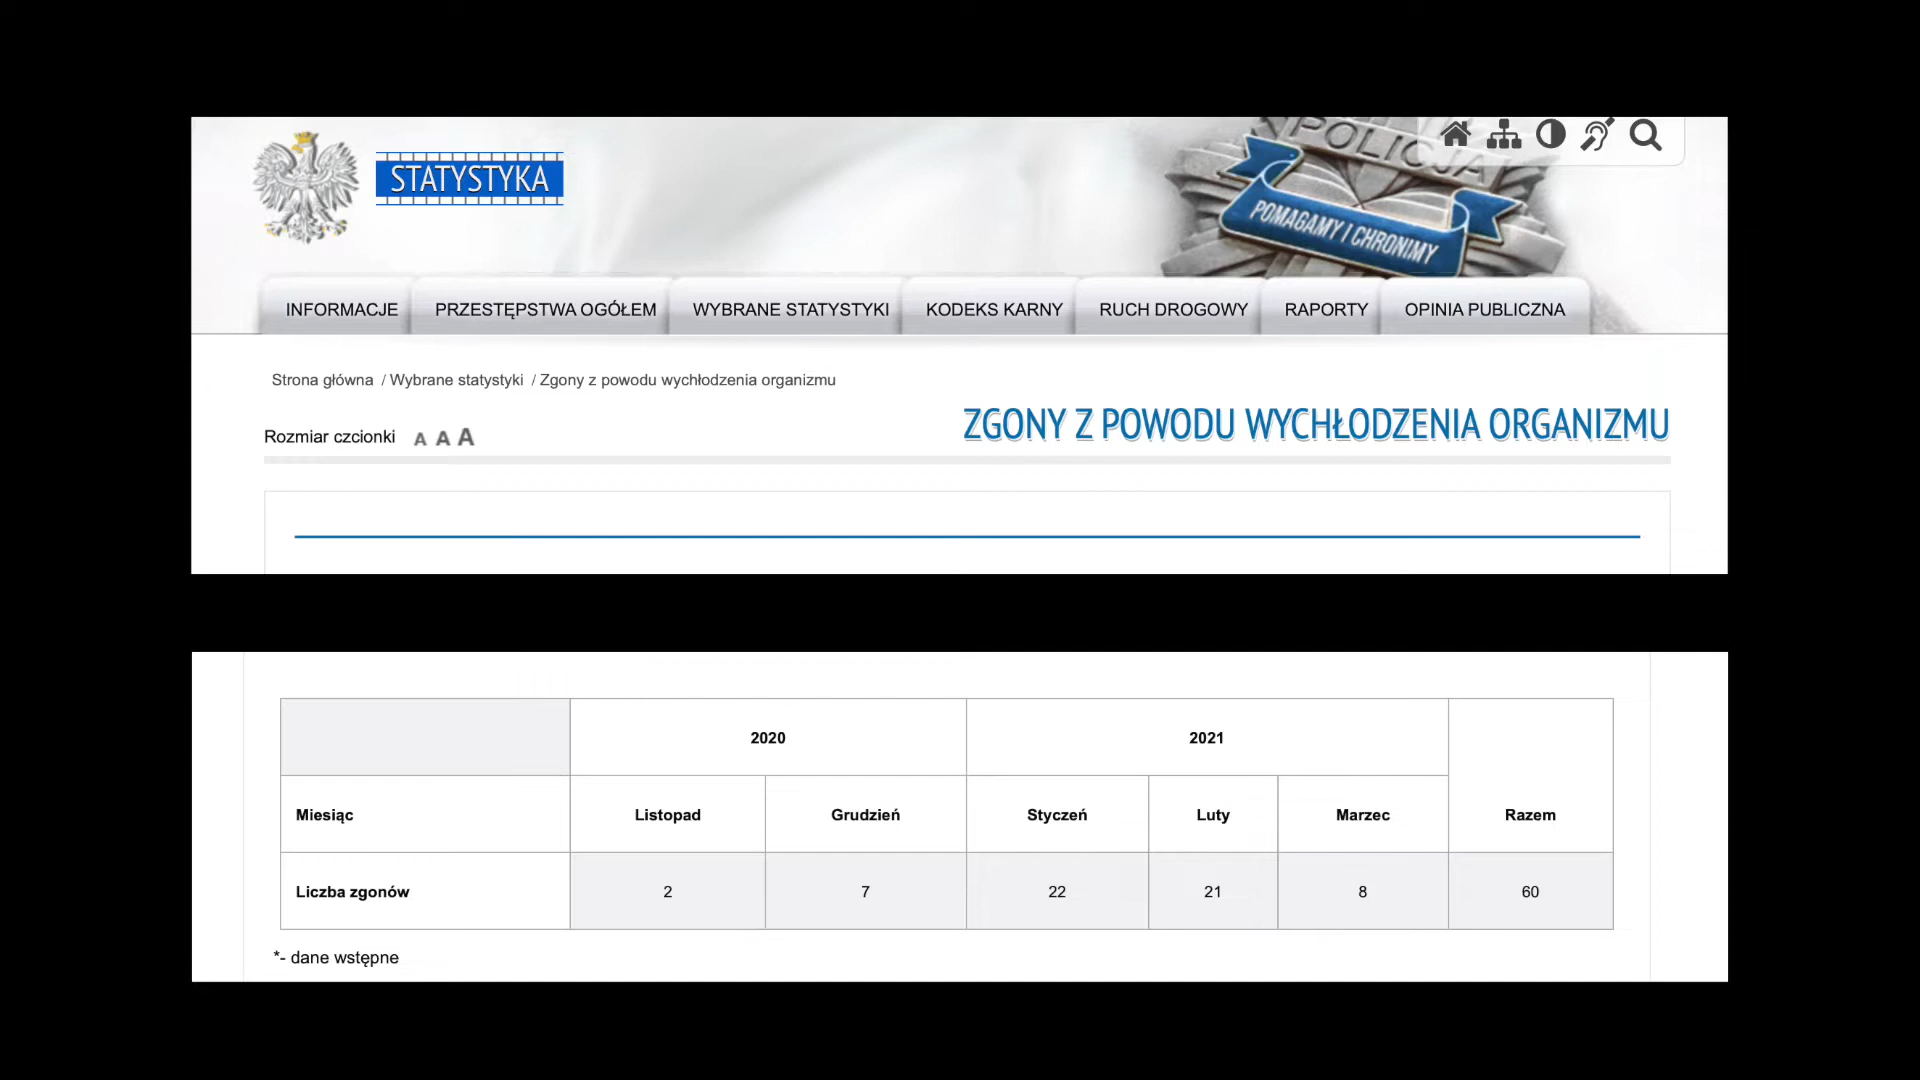 POLICJA
STATYSTYKA
POMAGAMY I CHRONIMY
INFORMACJE PRZESTĘPSTWA OGÓŁEM WYBRANE STATYSTYKI KODEKS KARNY RUCH DROGOWY RAPORTY OPINIA PUBLICZNA
Strona główna / Wybrane statystyki / Zgony z powodu wychłodzenia organizmu
ZGONY Z POWODU WYCHŁODZENIA ORGANIZMU
Rozmiar czcionki A A A
2020 2021
Miesiąc Listopad Grudzień Styczeń Luty Marzec Razem
Liczba zgonów 2 7 22 21 8 60
*- dane wstępne